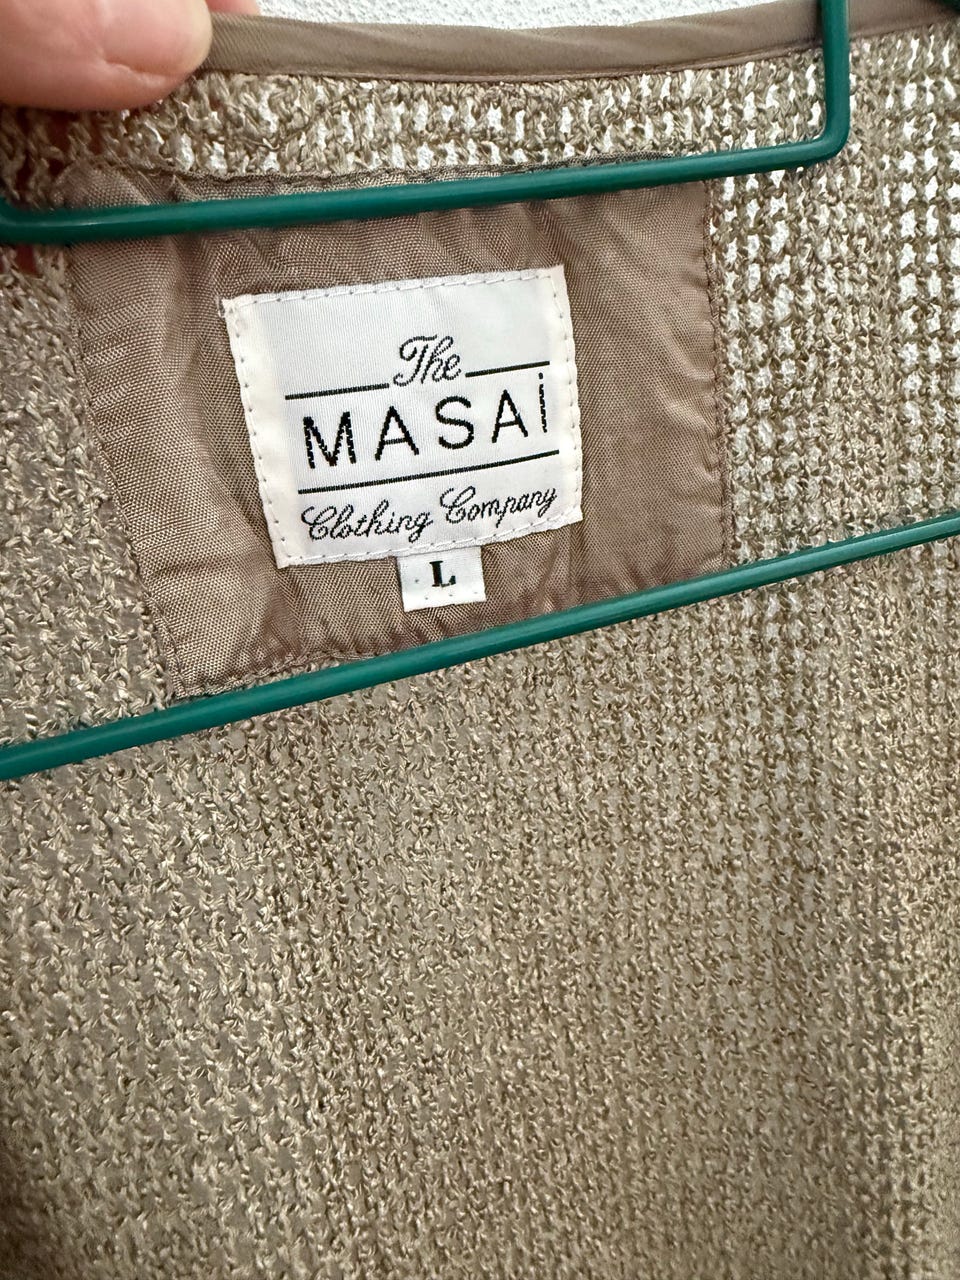 The
MASAi
Clothing Company
L